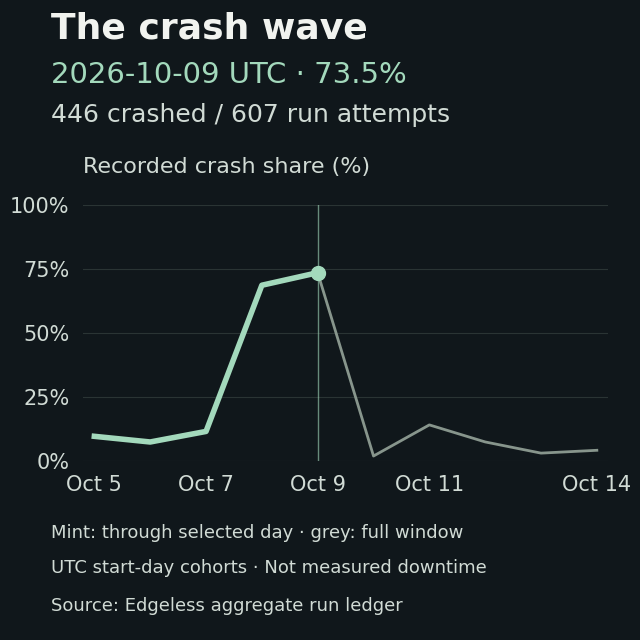 The crash wave
2026-10-09 UTC · 73.5%
446 crashed / 607 run attempts
Recorded crash share (%)
100%
75%
50%
25%
0%
Oct 5 Oct 7 Oct 9 Oct 11 Oct 14
Mint: through selected day · grey: full window
UTC start-day cohorts · Not measured downtime
Source: Edgeless aggregate run ledger